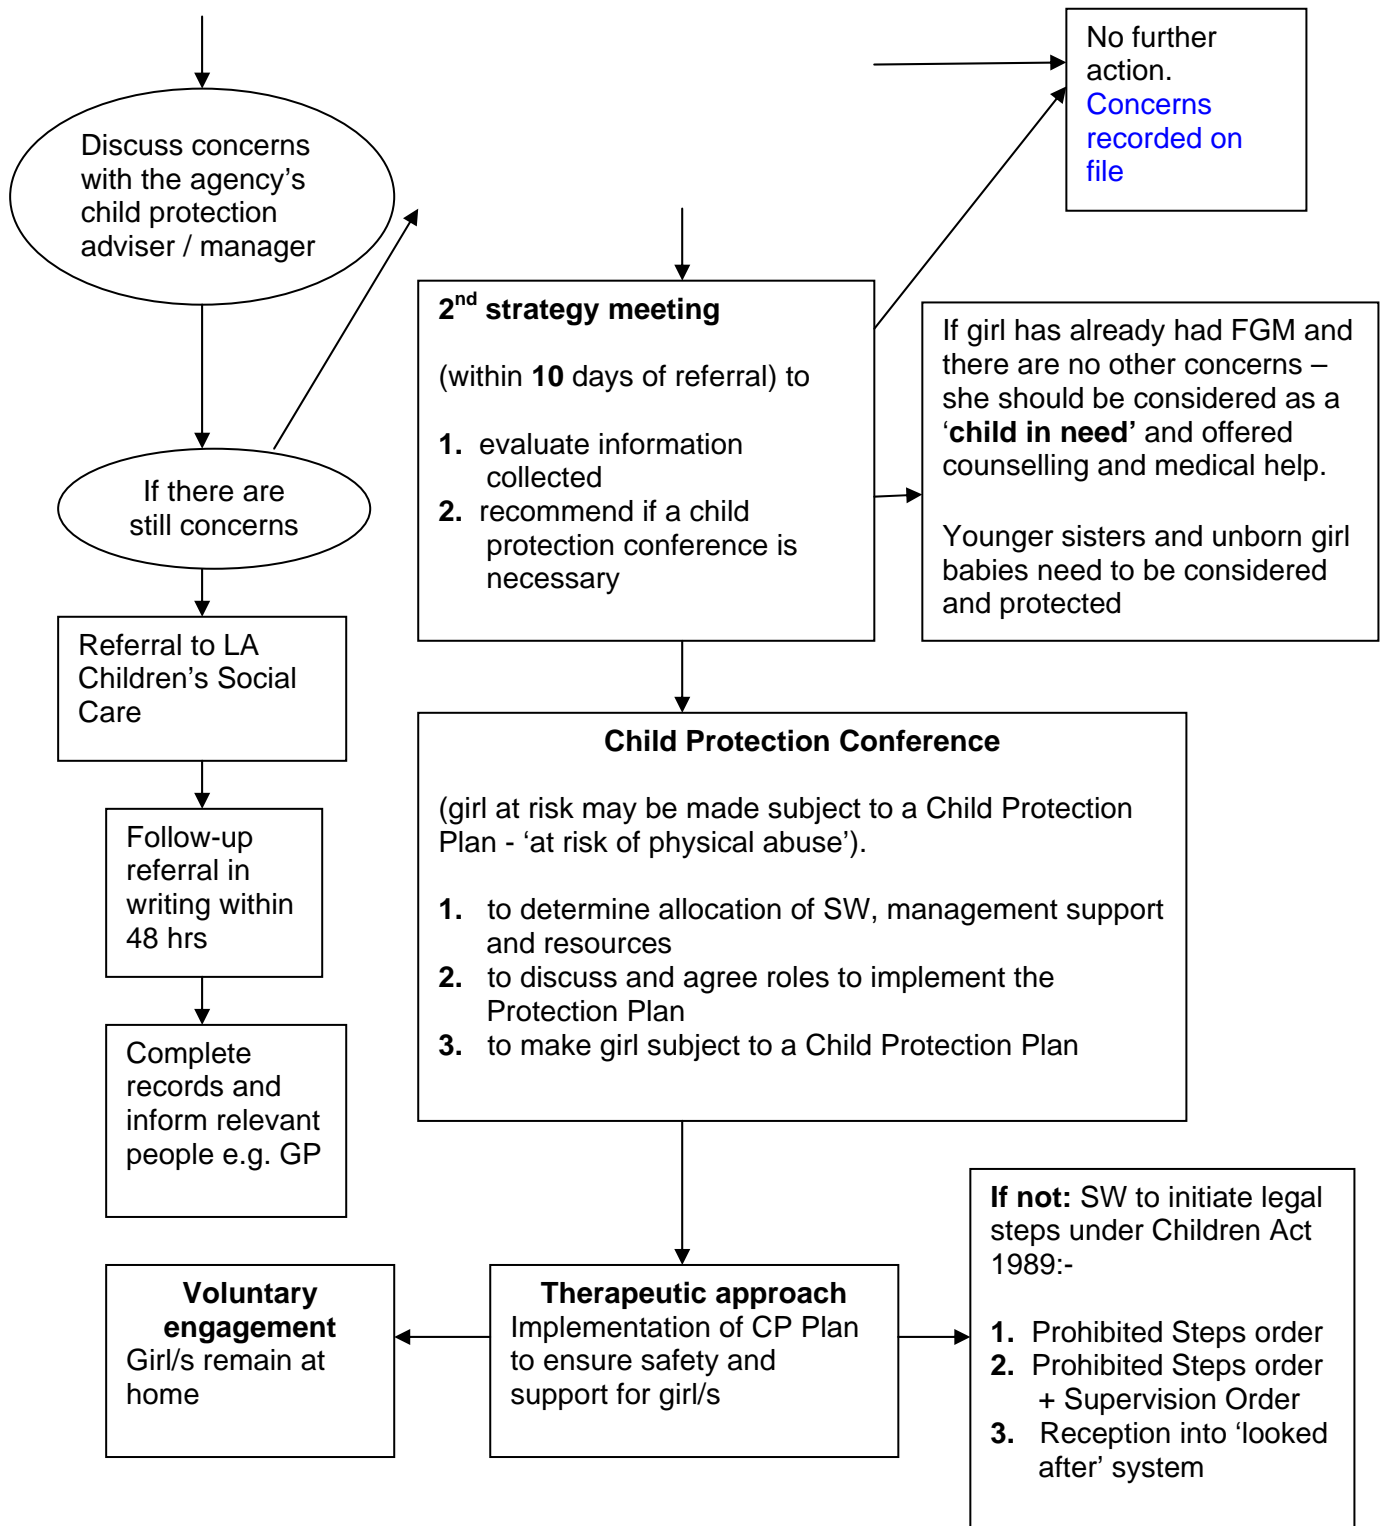 Discuss concerns
with the agency’s
child protection
adviser / manager
If there are
still concerns
Referral to LA
Children’s Social
Care
Follow-up
referral in
writing within
48 hrs
Complete
records and
inform relevant
people e.g. GP
No further
action.
Concerns
recorded on
file
2nd strategy meeting
(within 10 days of referral) to
1. evaluate information
collected
2. recommend if a child
protection conference is
necessary
If girl has already had FGM and
there are no other concerns –
she should be considered as a
‘child in need’ and offered
counselling and medical help.
Younger sisters and unborn girl
babies need to be considered
and protected
Child Protection Conference
(girl at risk may be made subject to a Child Protection
Plan - ‘at risk of physical abuse’).
1. to determine allocation of SW, management support
and resources
2. to discuss and agree roles to implement the
Protection Plan
3. to make girl subject to a Child Protection Plan
Voluntary
engagement
Girl/s remain at
home
Therapeutic approach
Implementation of CP Plan
to ensure safety and
support for girl/s
If not: SW to initiate legal
steps under Children Act
1989:-
1. Prohibited Steps order
2. Prohibited Steps order
+ Supervision Order
3. Reception into ‘looked
after’ system